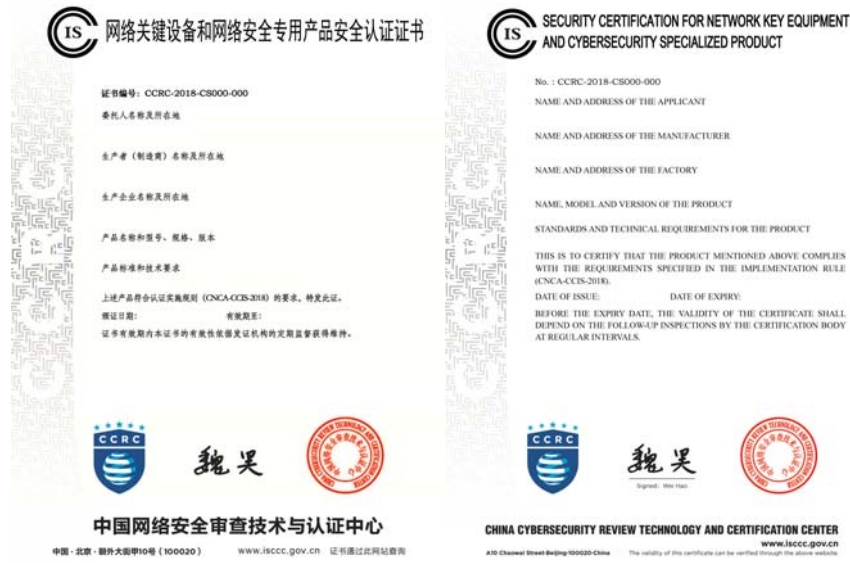 IS
网络关键设备和网络安全专用产品安全认证证书
证书编号：CCRC-2018-CS000-000
委托人名称及所在地
生产者（制造商）名称及所在地
生产企业名称及所在地
产品名称和型号、规格、版本
产品标准和技术要求
上述产品符合认证实施规则（CNCA-CCIS-2018）的要求，特发此证。
颁证日期： 有效期至：
证书有效期内本证书的有效性依据发证机构的定期监督获得维持。
CCRC
魏昊
中国网络安全审查技术与认证中心
中国·北京·朝外大街甲10号（100020） www.isccc.gov.cn 证书通过此网站查询
IS
SECURITY CERTIFICATION FOR NETWORK KEY EQUIPMENT
AND CYBERSECURITY SPECIALIZED PRODUCT
No. : CCRC-2018-CS000-000
NAME AND ADDRESS OF THE APPLICANT
NAME AND ADDRESS OF THE MANUFACTURER
NAME AND ADDRESS OF THE FACTORY
NAME, MODEL AND VERSION OF THE PRODUCT
STANDARDS AND TECHNICAL REQUIREMENTS FOR THE PRODUCT
THIS IS TO CERTIFY THAT THE PRODUCT MENTIONED ABOVE COMPLIES
WITH THE REQUIREMENTS SPECIFIED IN THE IMPLEMENTATION RULE
(CNCA-CCIS-2018).
DATE OF ISSUE: DATE OF EXPIRY:
BEFORE THE EXPIRY DATE, THE VALIDITY OF THE CERTIFICATE SHALL
DEPEND ON THE FOLLOW-UP INSPECTIONS BY THE CERTIFICATION BODY
AT REGULAR INTERVALS.
CCRC
魏昊
Signed: Wei Hao
CHINA CYBERSECURITY REVIEW TECHNOLOGY AND CERTIFICATION CENTER
www.isccc.gov.cn
A10 Chaowai Street·Beijing·100020·China The validity of this certificate can be verified through the above website.